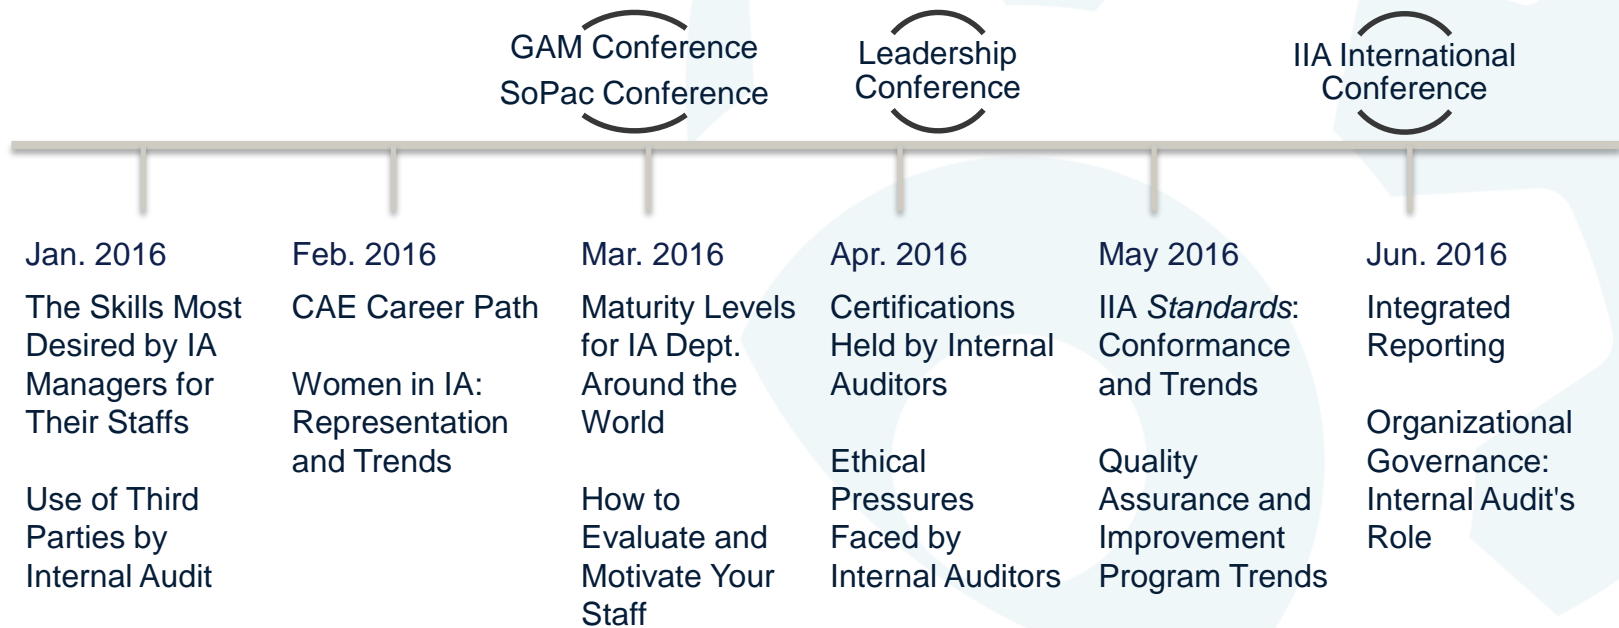 GAM Conference
SoPac Conference
Leadership
Conference
IIA International
Conference
Jan. 2016
The Skills Most
Desired by IA
Managers for
Their Staffs
Use of Third
Parties by
Internal Audit
Feb. 2016
CAE Career Path
Women in IA:
Representation
and Trends
Mar. 2016
Maturity Levels
for IA Dept.
Around the
World
How to
Evaluate and
Motivate Your
Staff
Apr. 2016
Certifications
Held by Internal
Auditors
Ethical
Pressures
Faced by
Internal Auditors
May 2016
IIA Standards:
Conformance
and Trends
Quality
Assurance and
Improvement
Program Trends
Jun. 2016
Integrated
Reporting
Organizational
Governance:
Internal Audit's
Role